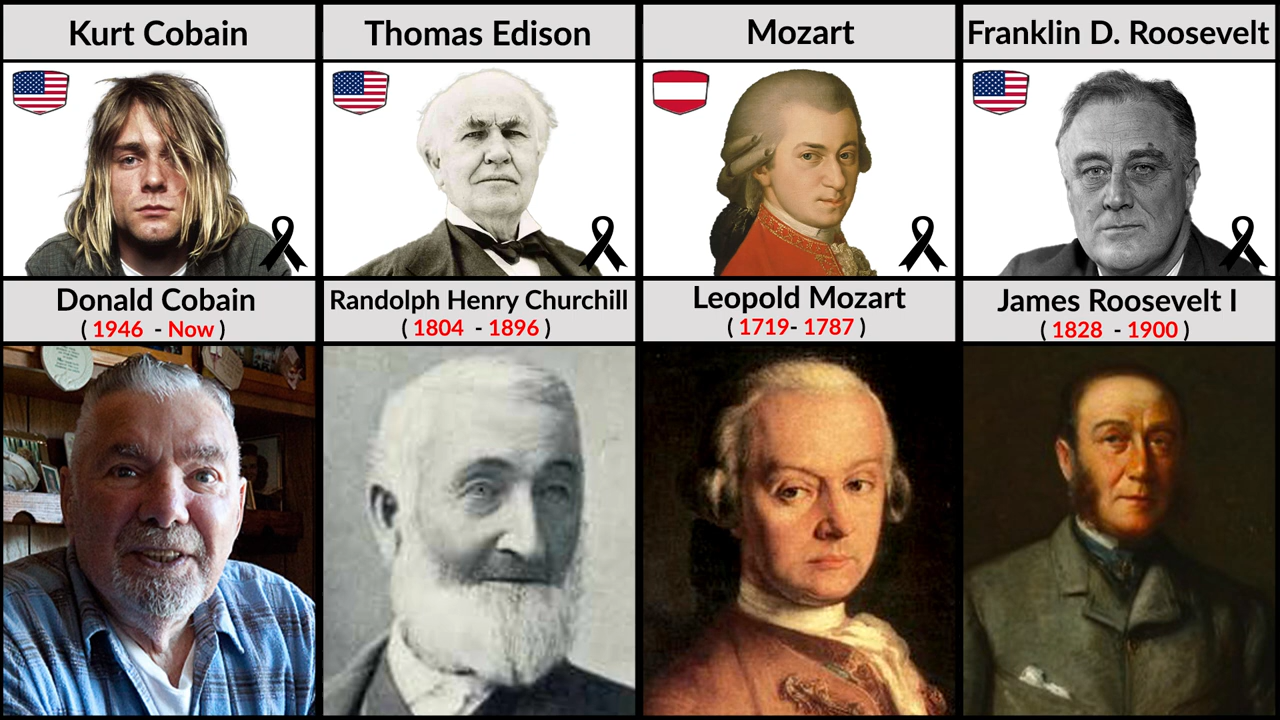 Kurt Cobain
Thomas Edison
Mozart
Franklin D. Roosevelt
Donald Cobain
( 1946 - Now )
Randolph Henry Churchill
( 1804 - 1896 )
Leopold Mozart
( 1719- 1787 )
James Roosevelt I
( 1828 - 1900 )